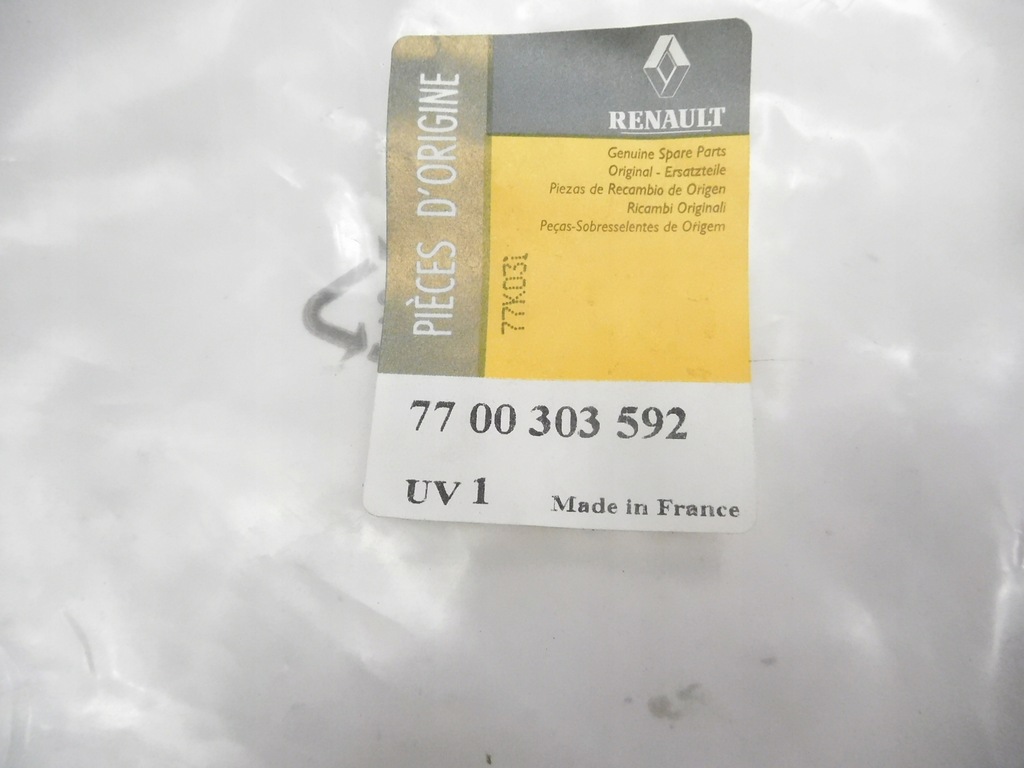 PIÈCES D'ORIGINE
RENAULT
Genuine Spare Parts
Original - Ersatzteile
Piezas de Recambio de Origen
Ricambi Originali
Peças-Sobresselentes de Origem
77K031
77 00 303 592
UV 1
Made in France